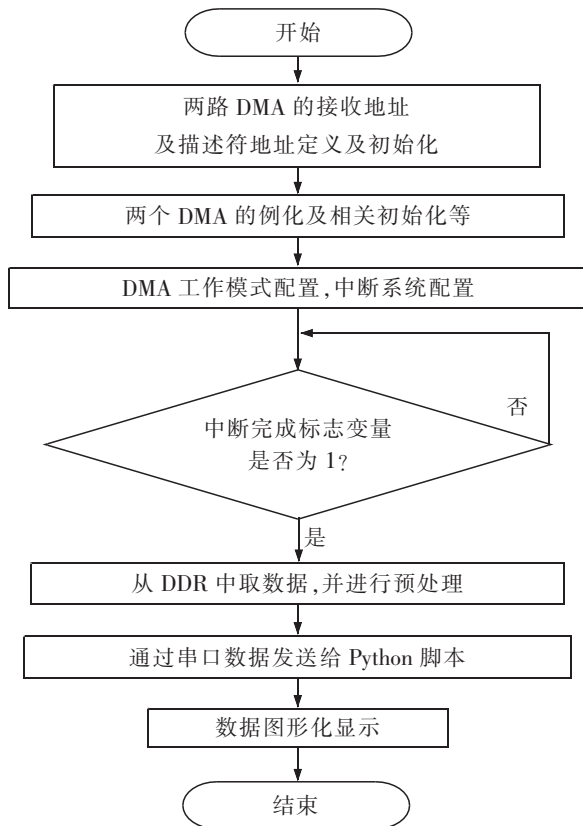 开始
两路 DMA 的接收地址
及描述符地址定义及初始化
两个 DMA 的例化及相关初始化等
DMA 工作模式配置,中断系统配置
否
中断完成标志变量
是否为 1?
是
从 DDR 中取数据,并进行预处理
通过串口数据发送给 Python 脚本
数据图形化显示
结束